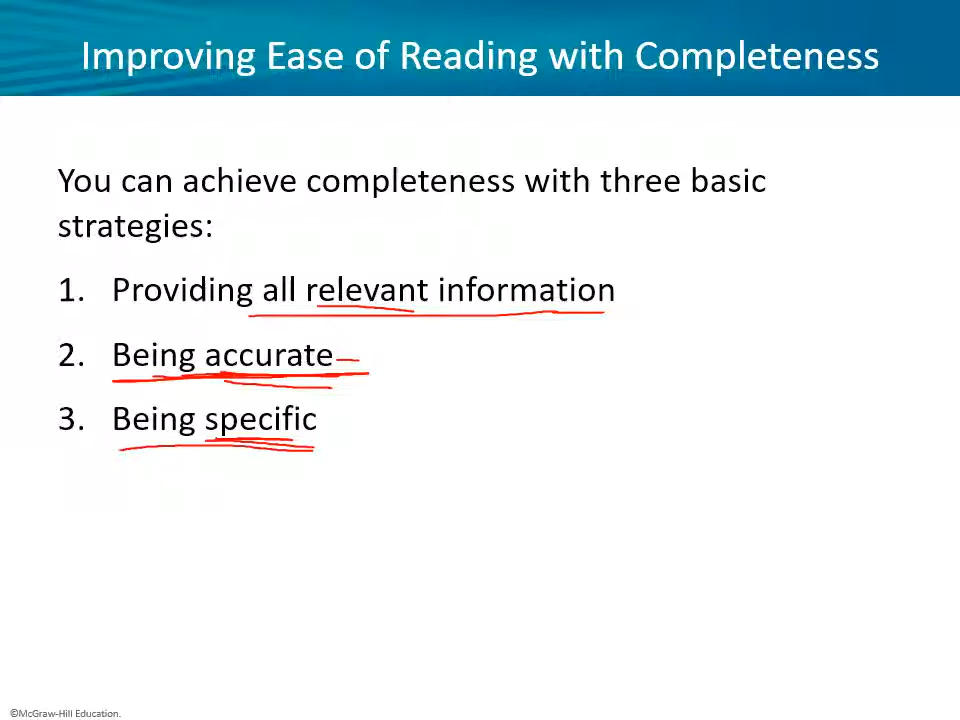 Improving Ease of Reading with Completeness
You can achieve completeness with three basic
strategies:
1. Providing all relevant information
2. Being accurate
3. Being specific
©McGraw-Hill Education.